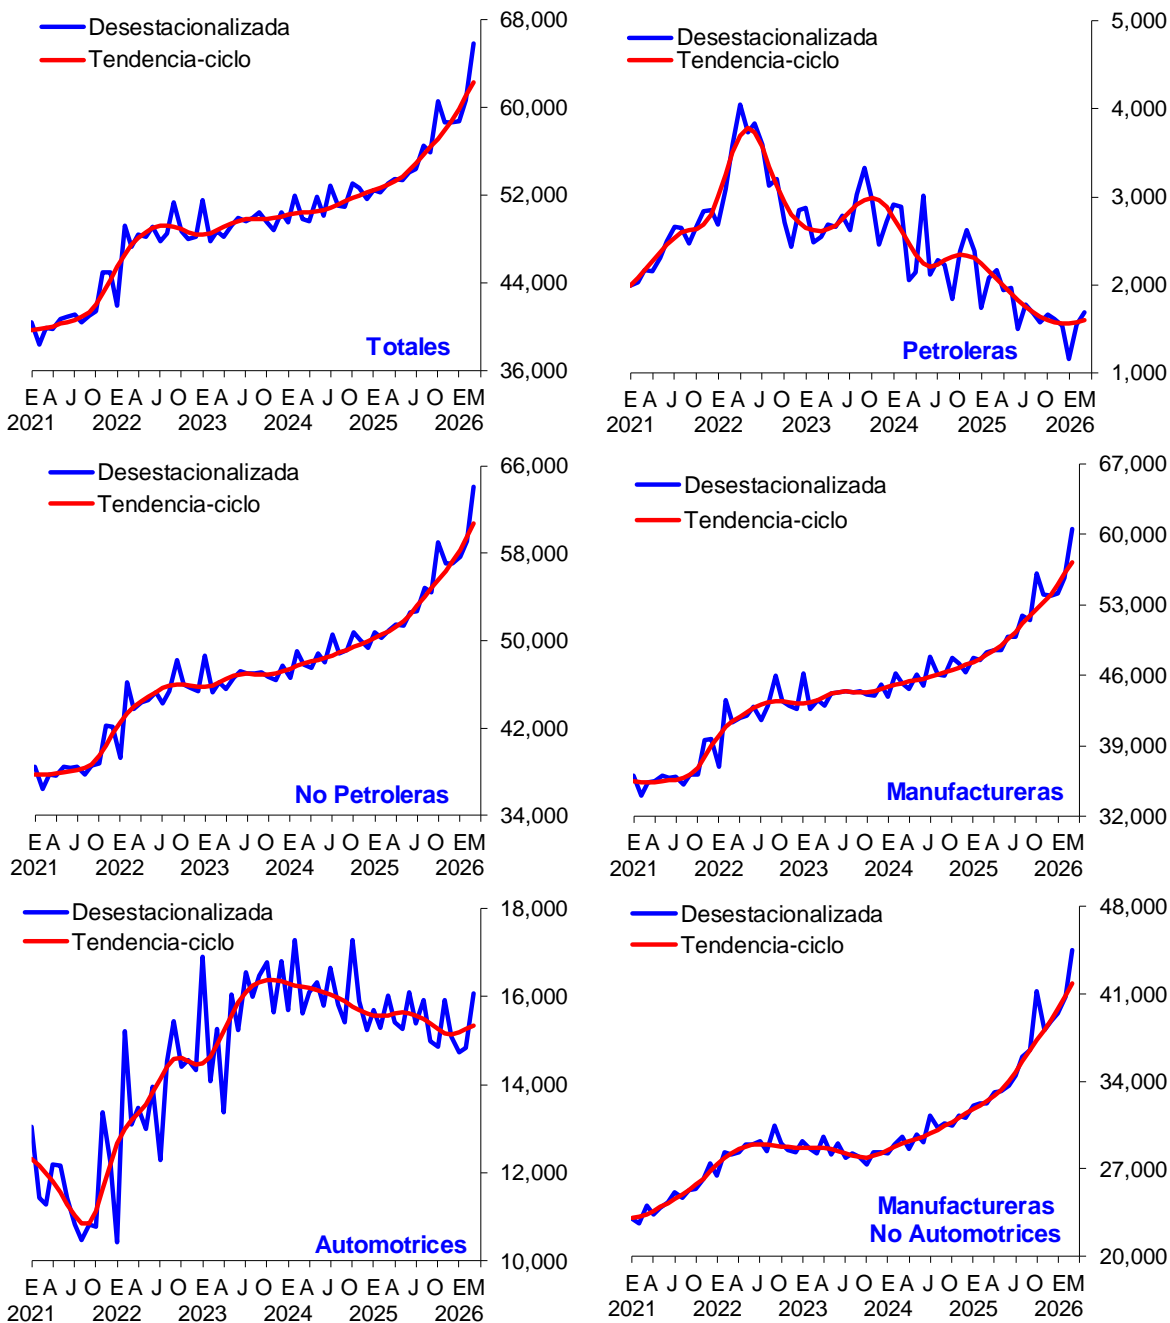 Desestacionalizada
Tendencia-ciclo
68,000
60,000
52,000
44,000
36,000
Totales
E A J O E A J O E A J O E A J O E A J O EM
2021 2022 2023 2024 2025 2026
Desestacionalizada
Tendencia-ciclo
5,000
4,000
3,000
2,000
1,000
Petroleras
E A J O E A J O E A J O E A J O E A J O EM
2021 2022 2023 2024 2025 2026
Desestacionalizada
Tendencia-ciclo
66,000
58,000
50,000
42,000
34,000
No Petroleras
E A J O E A J O E A J O E A J O E A J O EM
2021 2022 2023 2024 2025 2026
Desestacionalizada
Tendencia-ciclo
67,000
60,000
53,000
46,000
39,000
32,000
Manufactureras
E A J O E A J O E A J O E A J O E A J O EM
2021 2022 2023 2024 2025 2026
Desestacionalizada
Tendencia-ciclo
18,000
16,000
14,000
12,000
10,000
Automotrices
E A J O E A J O E A J O E A J O E A J O EM
2021 2022 2023 2024 2025 2026
Desestacionalizada
Tendencia-ciclo
48,000
41,000
34,000
27,000
20,000
Manufactureras
No Automotrices
E A J O E A J O E A J O E A J O E A J O EM
2021 2022 2023 2024 2025 2026